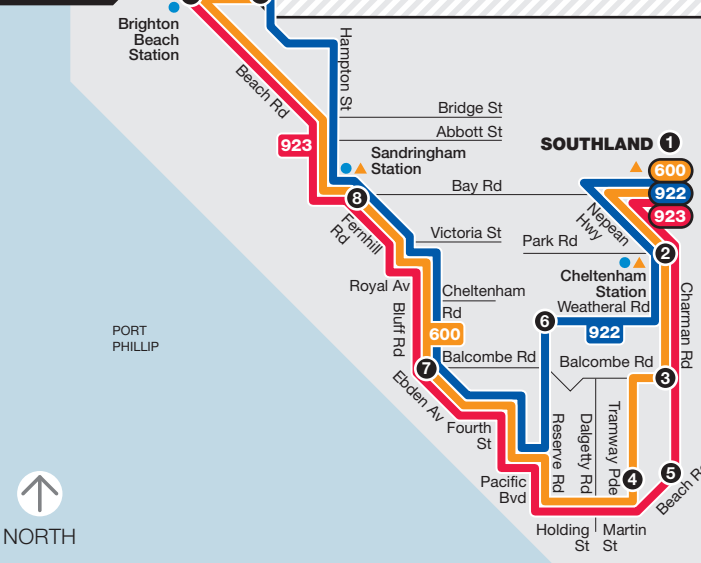 Brighton
Beach
Station
Hampton St
Beach Rd
Bridge St
Abbott St
923
Sandringham
Station
SOUTHLAND 1
600
922
923
Bay Rd
8
Nepean
Hwy
Fernhill
Rd
Victoria St
Park Rd
2
Cheltenham
Station
Royal Av
Cheltenham
Rd
Weatheral Rd
Charman Rd
6
922
PORT
PHILLIP
Bluff Rd
600
Balcombe Rd
Balcombe Rd
7
3
Ebden Av
Fourth
St
Reserve Rd
Dalgetty Rd
Tramway Pde
4
5
Beach R
Pacific
Bvd
Holding
St
Martin
St
NORTH